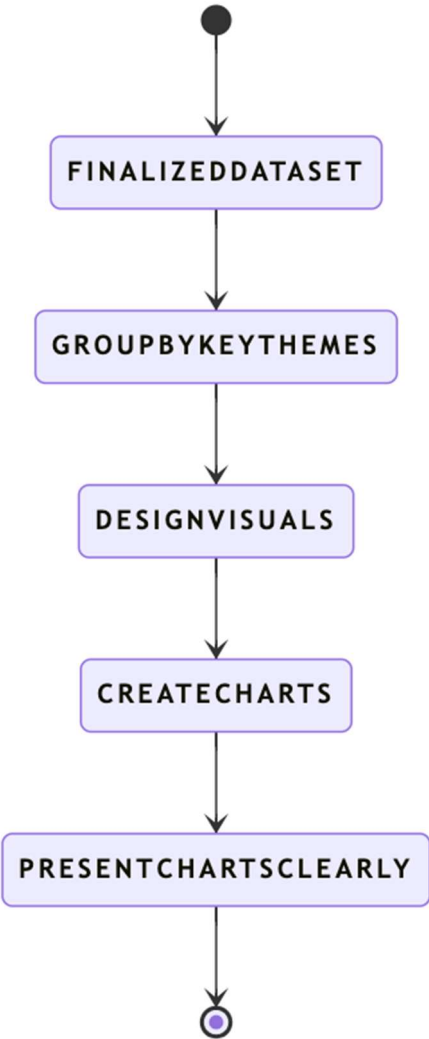 FINALIZEDDATASET
GROUPBYKEYTHEMES
DESIGNVISUALS
CREATECHARTS
PRESENTCHARTSCLEARLY